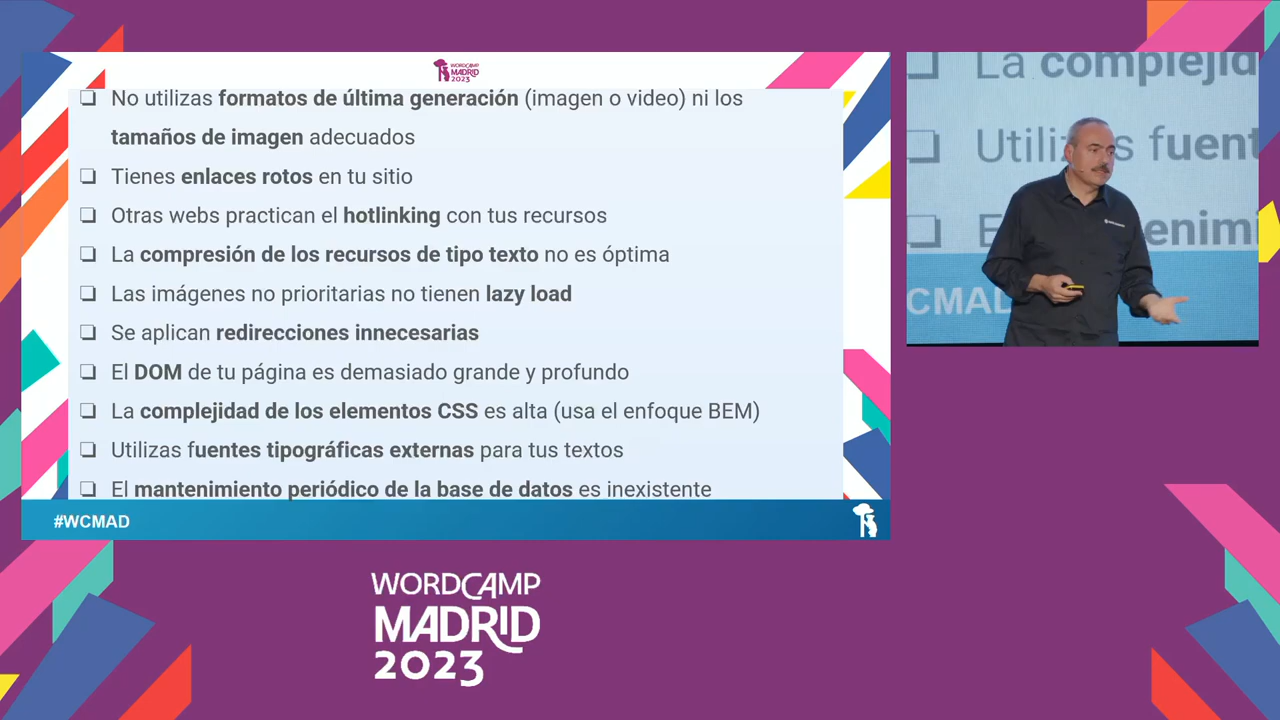 WORDCAMP
MADRID
2023
No utilizas formatos de última generación (imagen o video) ni los
tamaños de imagen adecuados
Tienes enlaces rotos en tu sitio
Otras webs practican el hotlinking con tus recursos
La compresión de los recursos de tipo texto no es óptima
Las imágenes no prioritarias no tienen lazy load
Se aplican redirecciones innecesarias
El DOM de tu página es demasiado grande y profundo
La complejidad de los elementos CSS es alta (usa el enfoque BEM)
Utilizas fuentes tipográficas externas para tus textos
El mantenimiento periódico de la base de datos es inexistente
#WCMAD
La complejid
Utili s fuent
E enimi
CMAD
WORDCAMP
MADRID
2023